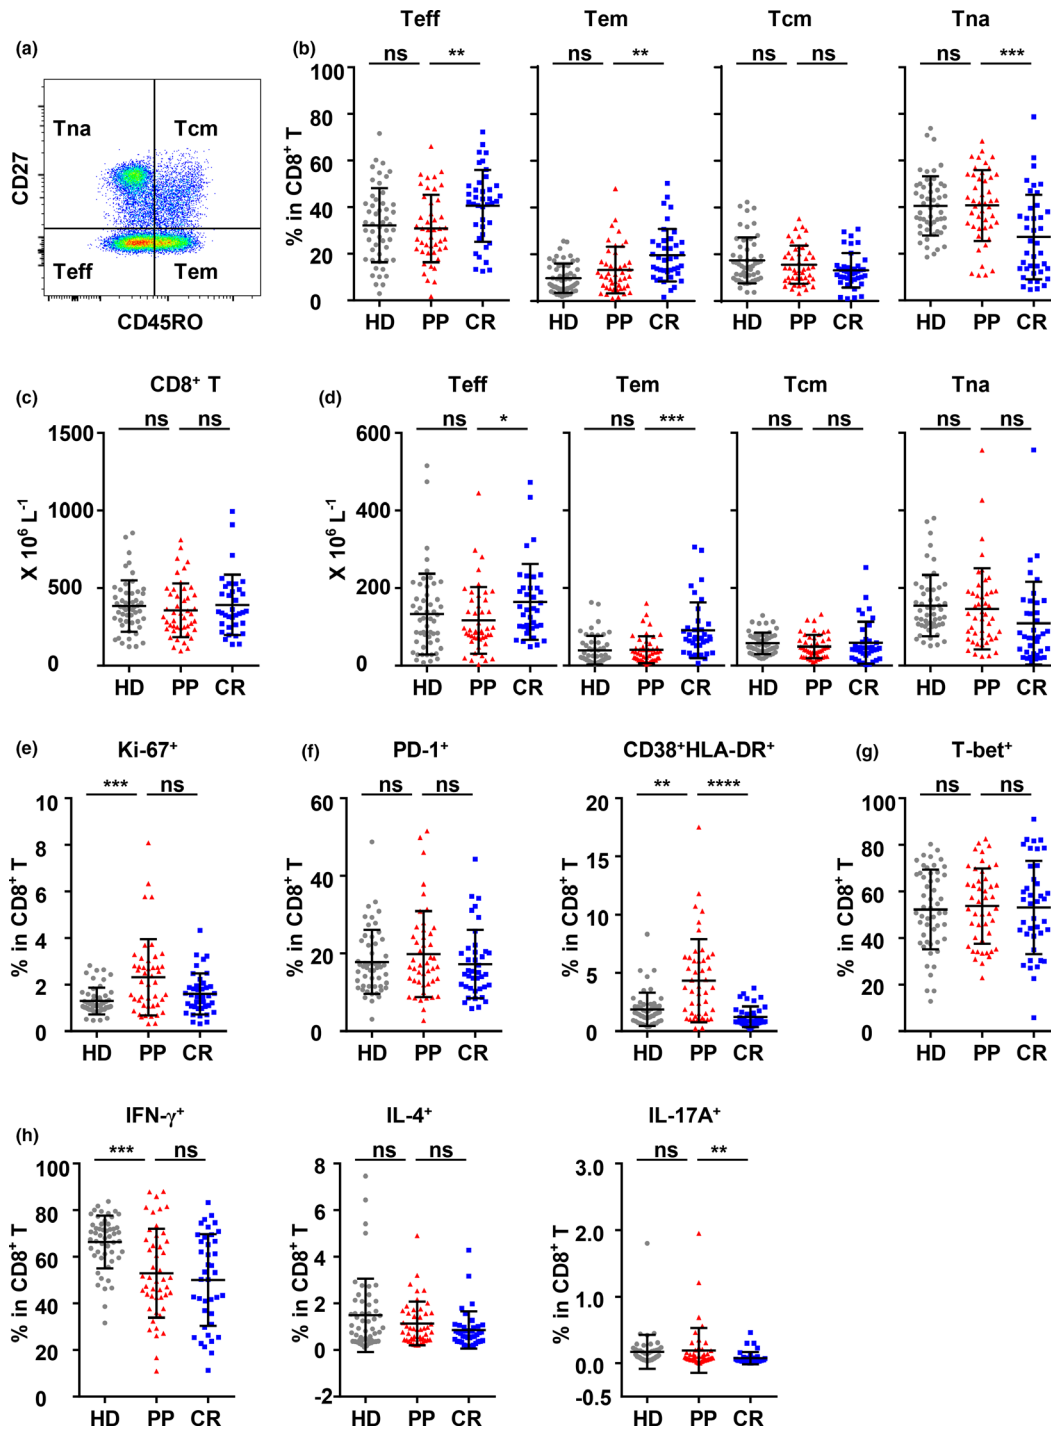 Teff Tem Tcm Tna
(a) (b)
ns ** ns ** ns ns ns ***
100
80
60
40
20
0
% in CD8⁺ T
Tna Tcm
Teff Tem
CD27
CD45RO
HD PP CR HD PP CR HD PP CR HD PP CR
(c) CD8⁺ T (d) Teff Tem Tcm Tna
ns ns ns * ns *** ns ns ns ns
1500
1000
500
0
X 10⁶ L⁻¹
HD PP CR
600
400
200
0
X 10⁶ L⁻¹
HD PP CR HD PP CR HD PP CR HD PP CR
(e) Ki-67⁺ (f) PD-1⁺ CD38⁺HLA-DR⁺ (g) T-bet⁺
*** ns ns ns ** **** ns ns
10
8
6
4
2
0
% in CD8⁺ T
HD PP CR
60
40
20
0
% in CD8⁺ T
HD PP CR
20
15
10
5
0
% in CD8⁺ T
HD PP CR
100
80
60
40
20
0
% in CD8⁺ T
HD PP CR
(h) IFN-γ⁺ IL-4⁺ IL-17A⁺
*** ns ns ns ns **
100
80
60
40
20
0
% in CD8⁺ T
HD PP CR
8
6
4
2
0
-2
% in CD8⁺ T
HD PP CR
3.0
2.0
1.0
0.0
-0.5
% in CD8⁺ T
HD PP CR